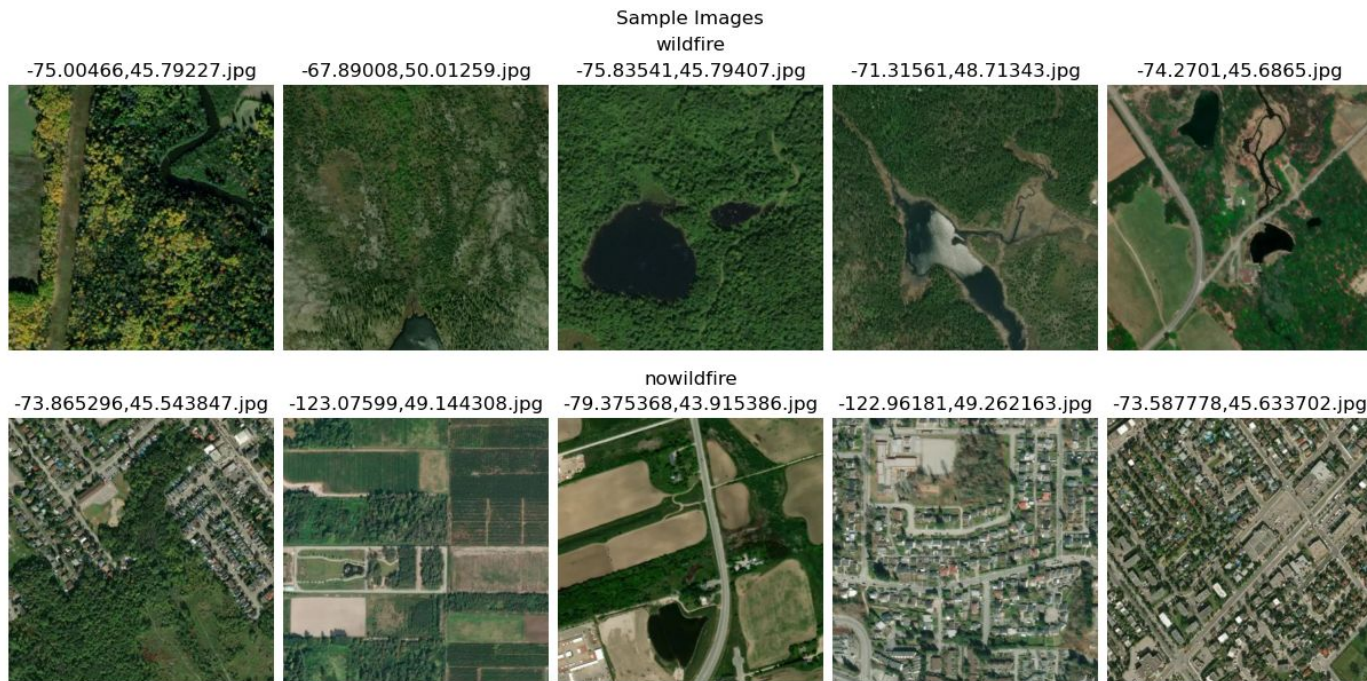 Sample Images
wildfire
-75.00466,45.79227.jpg -67.89008,50.01259.jpg -75.83541,45.79407.jpg -71.31561,48.71343.jpg -74.2701,45.6865.jpg
nowildfire
-73.865296,45.543847.jpg -123.07599,49.144308.jpg -79.375368,43.915386.jpg -122.96181,49.262163.jpg -73.587778,45.633702.jpg